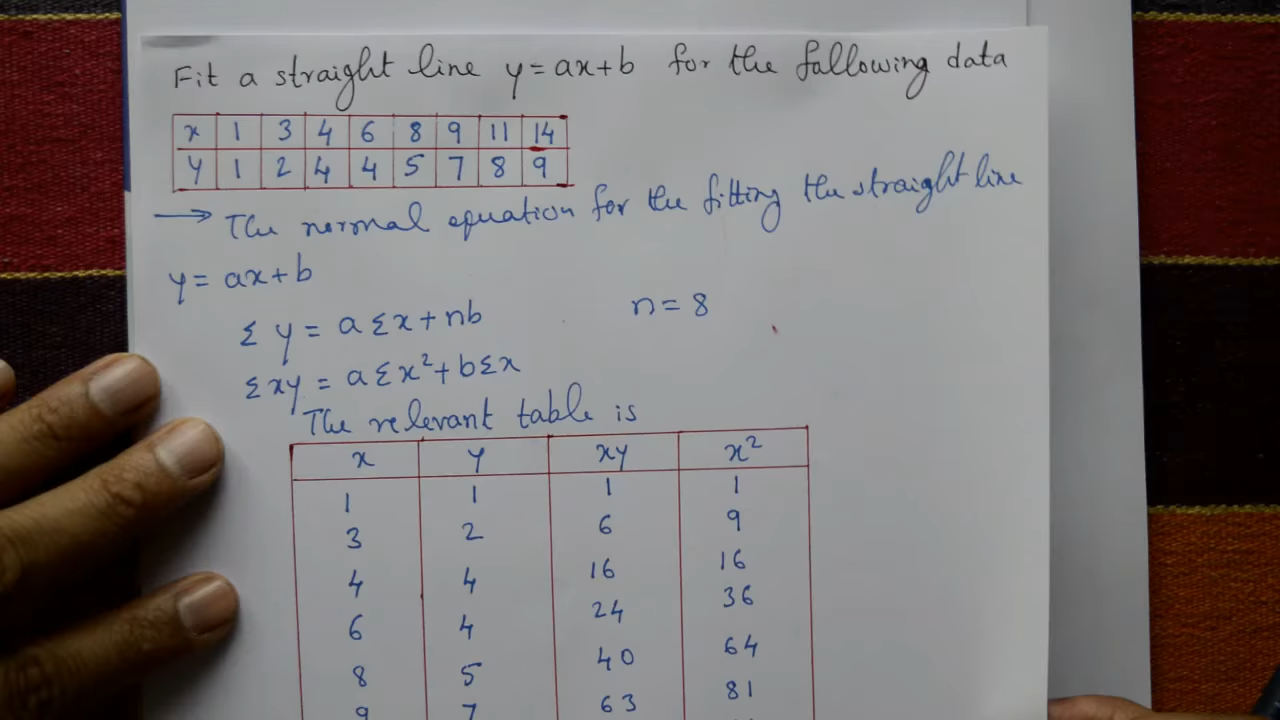 Fit a straight line y = ax+b for the following data
x 1 3 4 6 8 9 11 14
y 1 2 4 4 5 7 8 9
→ The normal equation for the fitting the straight line
y = ax+b
Σ y = a Σx + nb n = 8
Σxy = a Σx² + bΣx
The relevant table is
x y xy x²
1 1 1 1
3 2 6 9
4 4 16 16
6 4 24 36
8 5 40 64
9 7 63 81